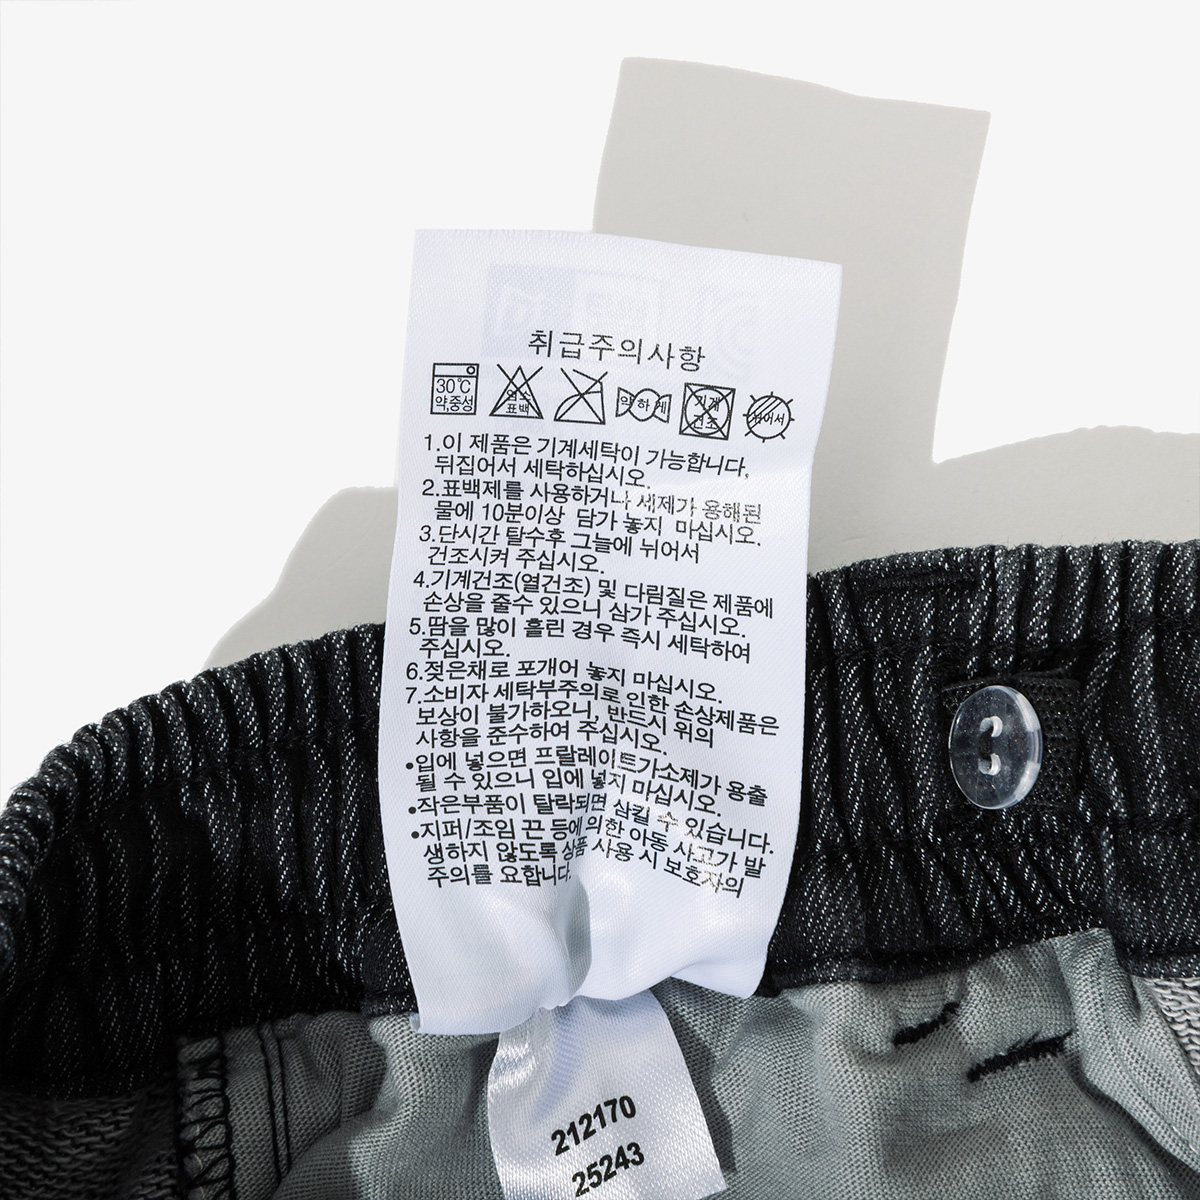 취급주의사항
30℃ 약,중성 염소 표백 약하게 기계 건조 뉘어서
1.이 제품은 기계세탁이 가능합니다,
뒤집어서 세탁하십시오.
2.표백제를 사용하거나 세제가 용해된
물에 10분이상 담가 놓지 마십시오.
3.단시간 탈수후 그늘에 뉘어서
건조시켜 주십시오.
4.기계건조(열건조) 및 다림질은 제품에
손상을 줄수 있으니 삼가 주십시오.
5.땀을 많이 흘린 경우 즉시 세탁하여
주십시오.
6.젖은채로 포개어 놓지 마십시오.
7.소비자 세탁부주의로 인한 손상제품은
보상이 불가하오니, 반드시 위의
사항을 준수하여 주십시오.
•입에 넣으면 프탈레이트가소제가 용출
될 수 있으니 입에 넣지 마십시오.
•작은부품이 탈락되면 삼킬 수 있습니다.
•지퍼/조임 끈 등에 의한 아동 사고가 발
생하지 않도록 상품 사용 시 보호자의
주의를 요합니다.
212170
25243